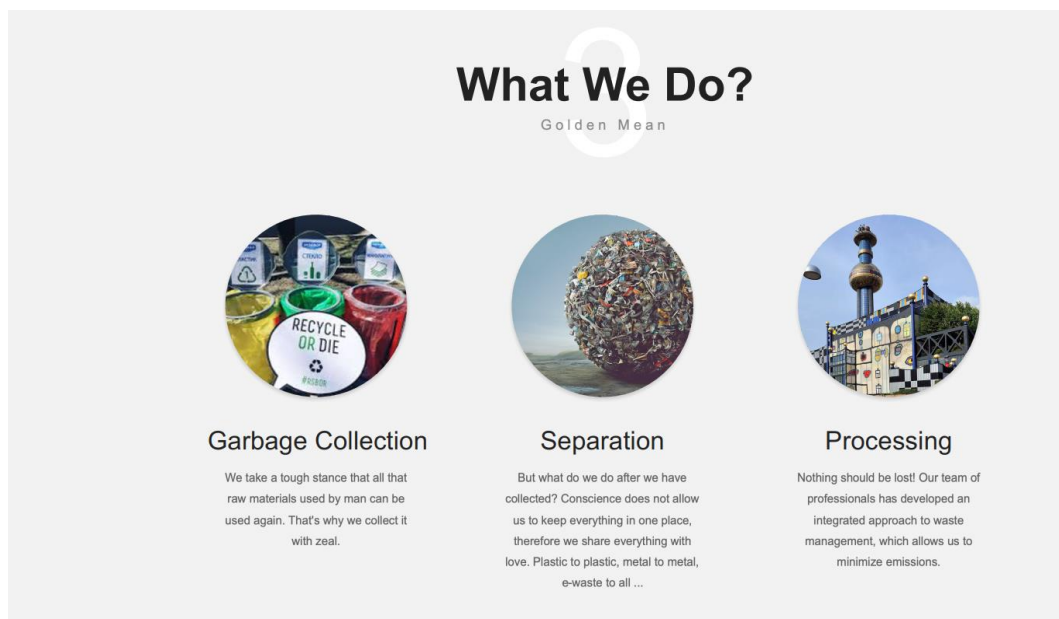 3
What We Do?
Golden Mean
СТЕКЛО
RECYCLE
OR DIE
#RSBOR
Garbage Collection
We take a tough stance that all that
raw materials used by man can be
used again. That's why we collect it
with zeal.
Separation
But what do we do after we have
collected? Conscience does not allow
us to keep everything in one place,
therefore we share everything with
love. Plastic to plastic, metal to metal,
e-waste to all ...
Processing
Nothing should be lost! Our team of
professionals has developed an
integrated approach to waste
management, which allows us to
minimize emissions.